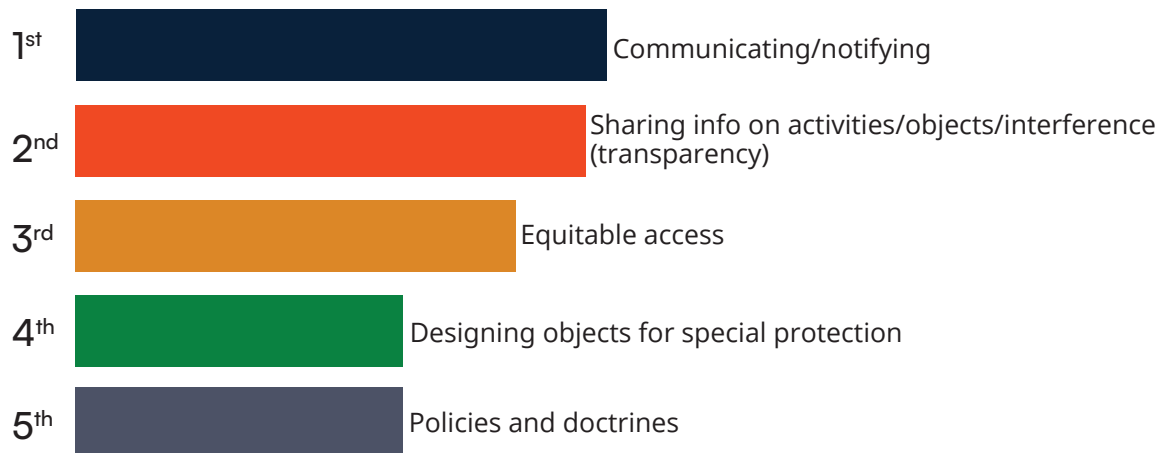 1st Communicating/notifying
2nd Sharing info on activities/objects/interference
(transparency)
3rd Equitable access
4th Designing objects for special protection
5th Policies and doctrines